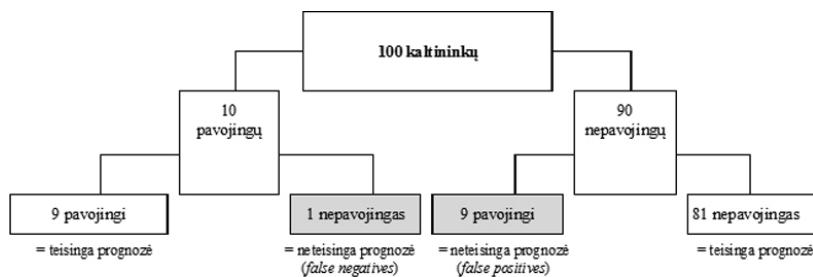 100 kaltininkų
10
pavojingų
90
nepavojingų
9 pavojingi
1 nepavojingas
9 pavojingi
81 nepavojingas
= teisinga prognozė
= neteisinga prognozė
(false negatives)
= neteisinga prognozė
(false positives)
= teisinga prognozė